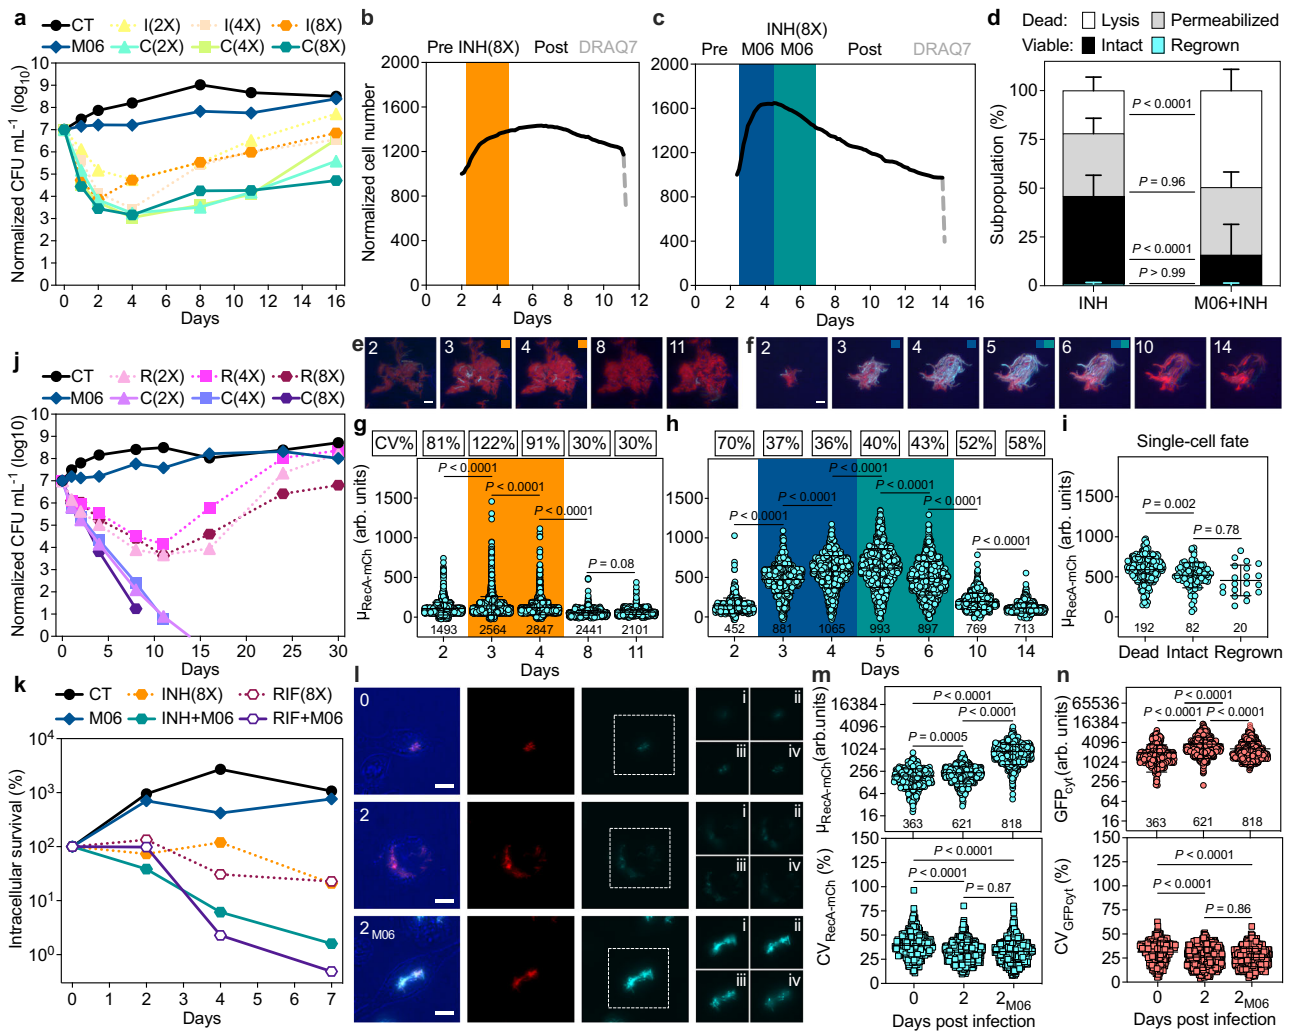 a
CT I(2X) I(4X) I(8X)
M06 C(2X) C(4X) C(8X)
Normalized CFU mL⁻¹ (log₁₀)
10
9
8
7
6
5
4
3
2
1
0
0 2 4 6 8 10 12 14 16
Days
b
Pre INH(8X) Post DRAQ7
Normalized cell number
2000
1600
1200
800
400
0
0 2 4 6 8 10 12
Days
c
INH(8X)
Pre M06 M06 Post DRAQ7
2000
1600
1200
800
400
0
0 2 4 6 8 10 12 14 16
Days
d
Dead: Lysis Permeabilized
Viable: Intact Regrown
Subpopulation (%)
100
75
50
25
0
P < 0.0001
P = 0.96
P < 0.0001
P > 0.99
INH M06+INH
e
2 3 4 8 11
f
2 3 4 5 6 10 14
j
CT R(2X) R(4X) R(8X)
M06 C(2X) C(4X) C(8X)
Normalized CFU mL⁻¹ (log10)
10
9
8
7
6
5
4
3
2
1
0
0 5 10 15 20 25 30
Days
g
CV% 81% 122% 91% 30% 30%
μRecA-mCh (arb. units)
1500
1000
500
0
P < 0.0001
P < 0.0001
P < 0.0001
P = 0.08
1493 2564 2847 2441 2101
2 3 4 8 11
Days
h
70% 37% 36% 40% 43% 52% 58%
μRecA-mCh (arb. units)
1500
1000
500
0
P < 0.0001
P < 0.0001
P < 0.0001
P < 0.0001
P < 0.0001
P < 0.0001
452 881 1065 993 897 769 713
2 3 4 5 6 10 14
Days
i
Single-cell fate
μRecA-mCh (arb. units)
1500
1000
500
0
P = 0.002
P = 0.78
192 82 20
Dead Intact Regrown
k
CT INH(8X) RIF(8X)
M06 INH+M06 RIF+M06
Intracellular survival (%)
10⁴
10³
10²
10¹
10⁰
0 1 2 3 4 5 6 7
Days
l
0 i ii
iii iv
2 i ii
iii iv
2M06 i ii
iii iv
m
μRecA-mCh(arb.units)
16384
4096
1024
256
64
16
P < 0.0001
P < 0.0001
P = 0.0005
363 621 818
CVRecA-mCh (%)
150
125
100
75
50
25
0
P < 0.0001
P < 0.0001
P = 0.87
0 2 2M06
Days post infection
n
GFPcyt(arb. units)
65536
16384
4096
1024
256
64
16
P < 0.0001
P < 0.0001 P < 0.0001
363 621 818
CVGFPcyt (%)
150
125
100
75
50
25
0
P < 0.0001
P < 0.0001
P = 0.86
0 2 2M06
Days post infection